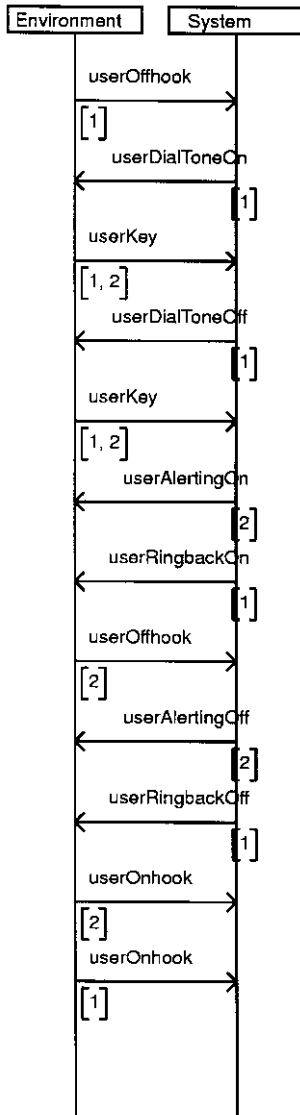 Environment System
userOffhook
[1]
userDialToneOn
[1]
userKey
[1, 2]
userDialToneOff
[1]
userKey
[1, 2]
userAlertingOn
[2]
userRingbackOn
[1]
userOffhook
[2]
userAlertingOff
[2]
userRingbackOff
[1]
userOnhook
[2]
userOnhook
[1]